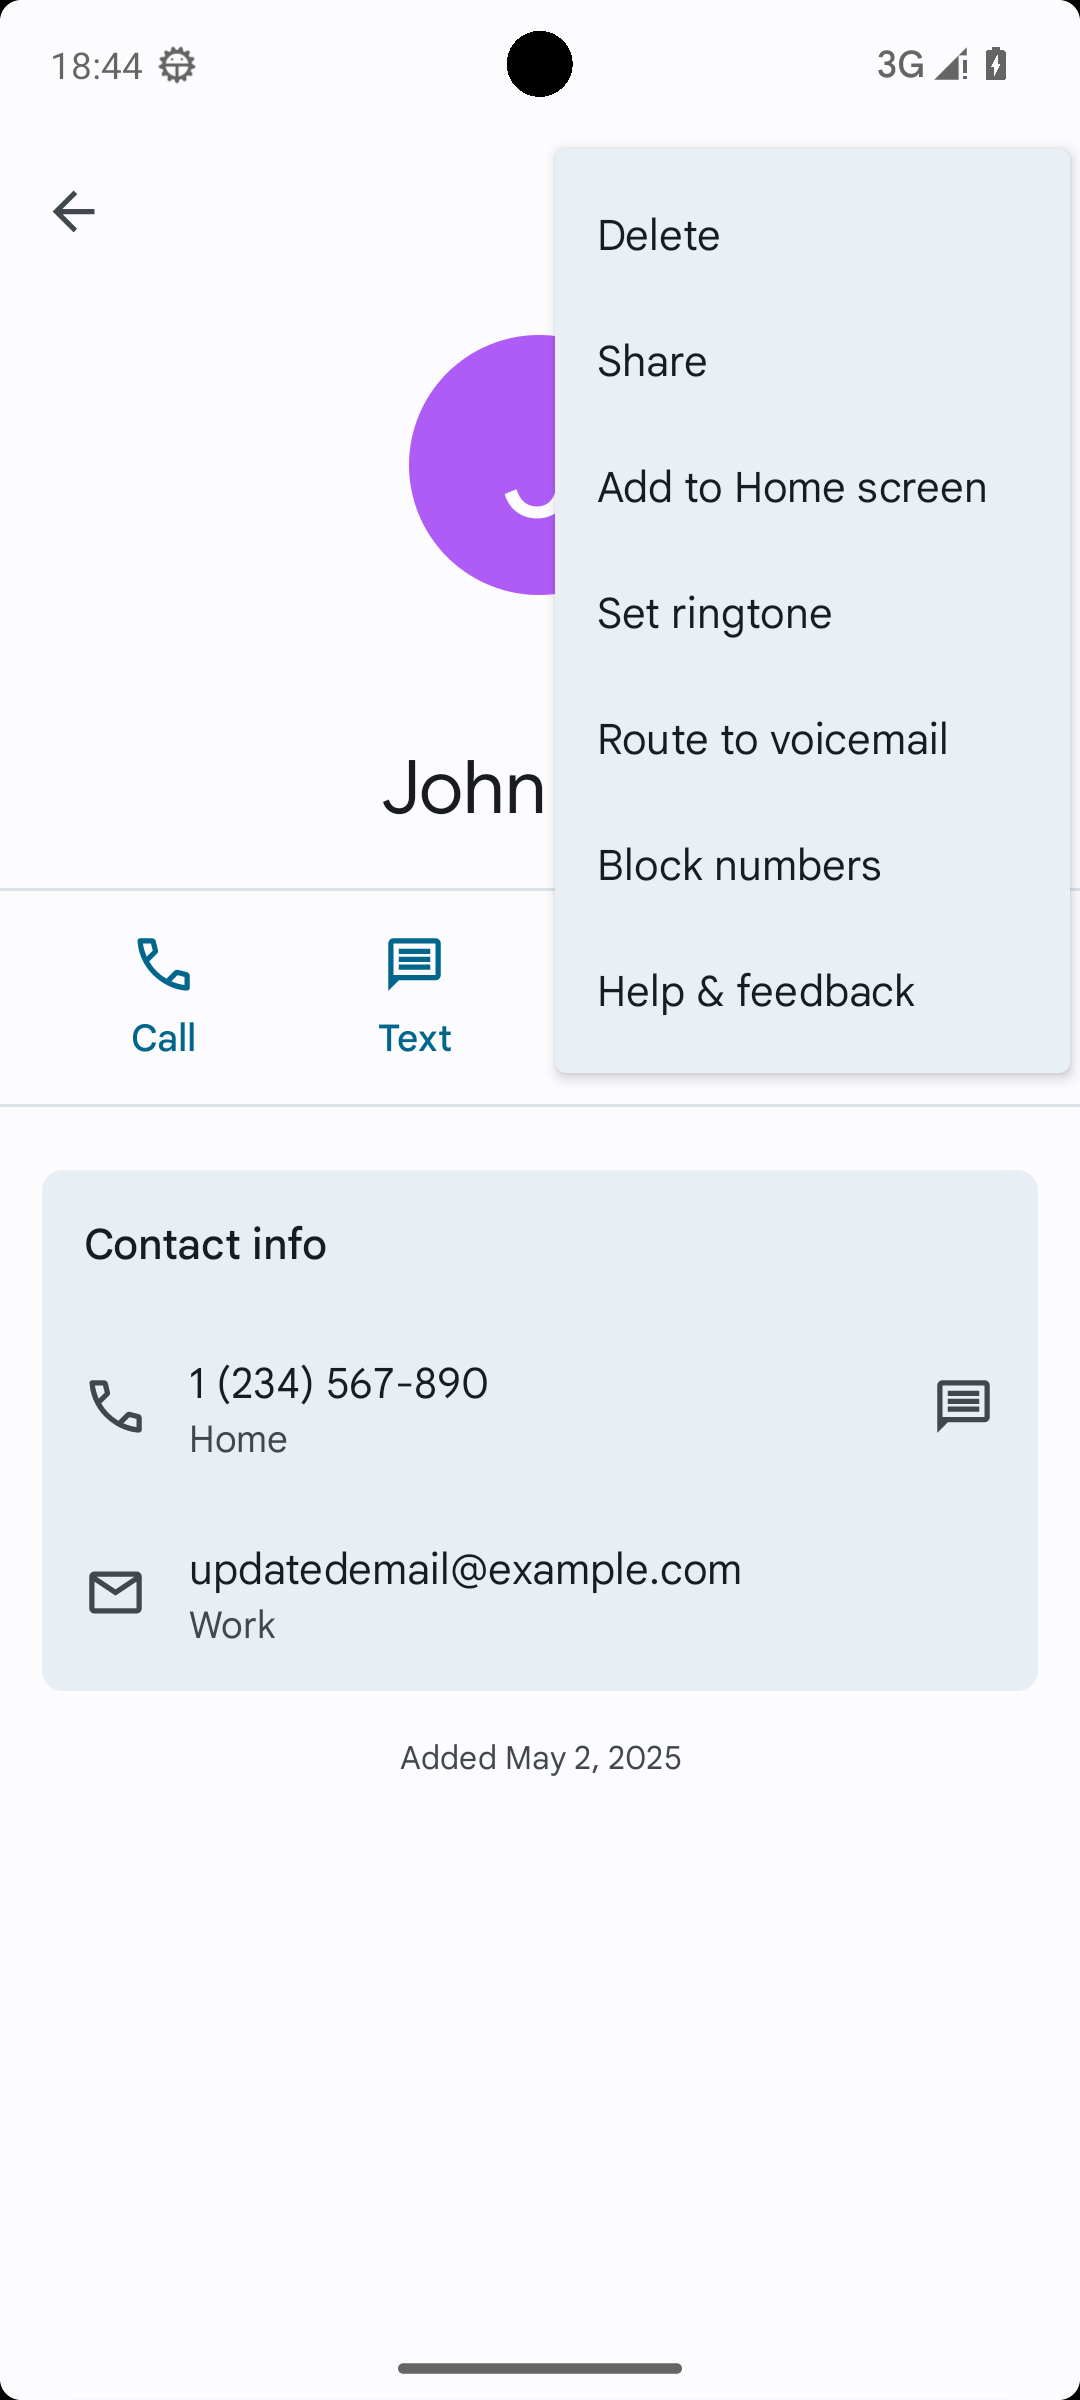 18:44
3G
Delete
Share
Add to Home screen
Set ringtone
Route to voicemail
Block numbers
Help & feedback
John
Call
Text
Contact info
1 (234) 567-890
Home
updatedemail@example.com
Work
Added May 2, 2025